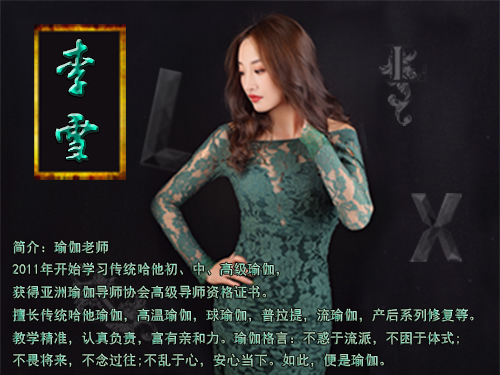 李雪
L
X
简介：瑜伽老师
2011年开始学习传统哈他初、中、高级瑜伽，
获得亚洲瑜伽导师协会高级导师资格证书。
擅长传统哈他瑜伽，高温瑜伽，球瑜伽，普拉提，流瑜伽，产后系列修复等。
教学精准，认真负责，富有亲和力。瑜伽格言：不惑于流派，不困于体式；
不畏将来，不念过往；不乱于心，安心当下。如此，便是瑜伽。